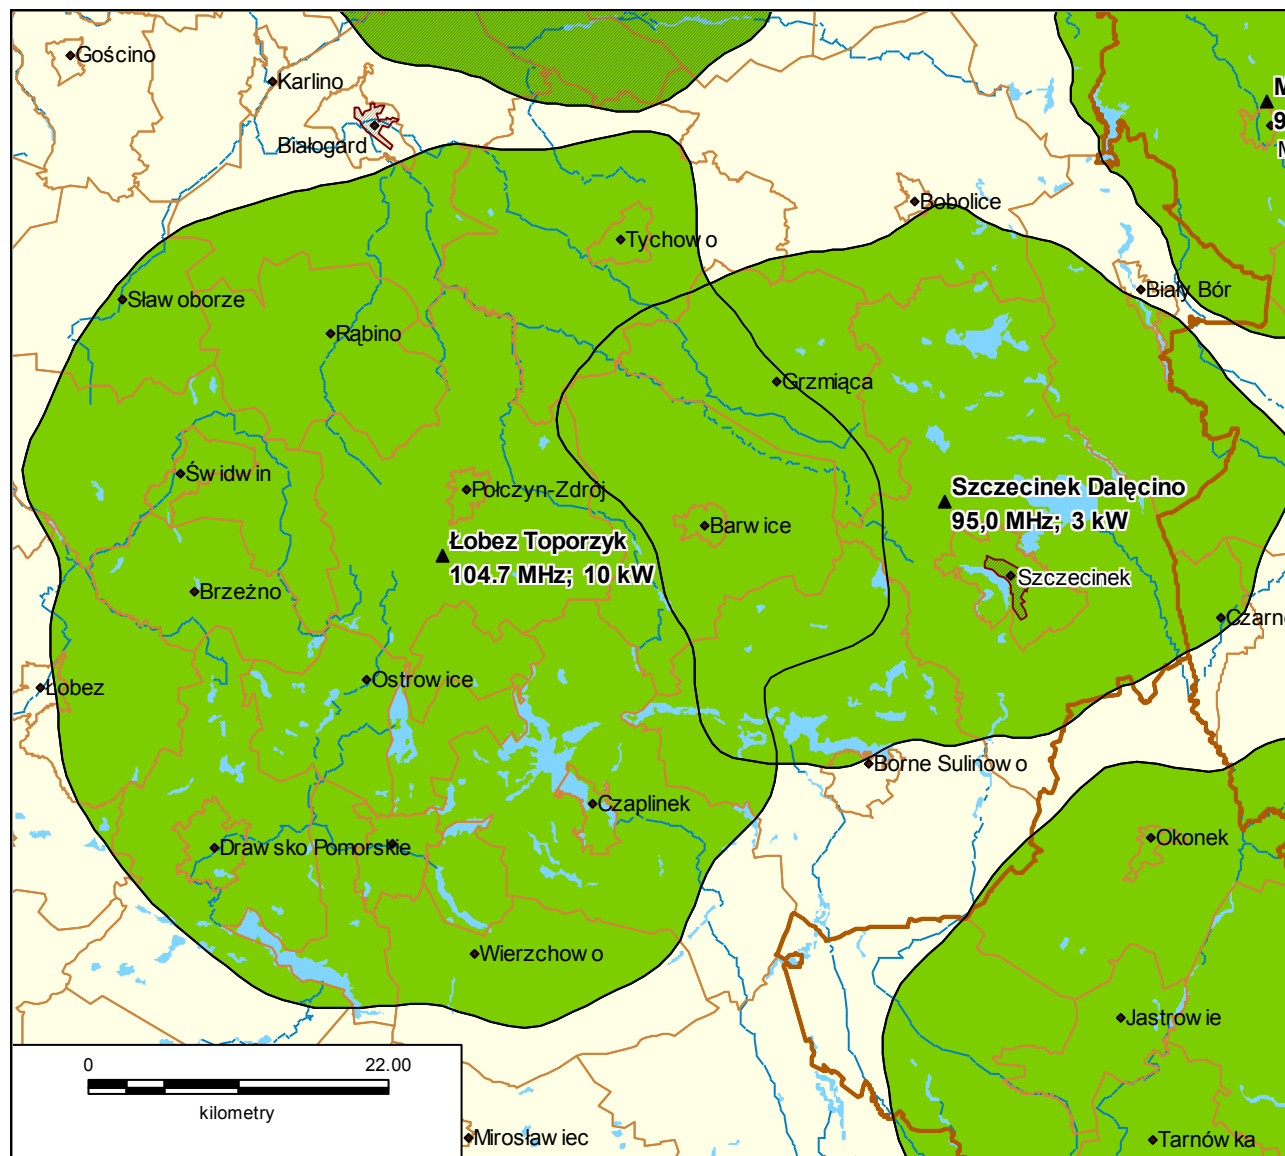 Gościno
Karlino
Białogard
M
9
M
Bobolice
Tychowo
Biały Bór
Sławoborze
Rąbino
Grzmiąca
Świdwin
Połczyn-Zdrój
Szczecinek Dalęcino
95,0 MHz; 3 kW
Barwice
Łobez Toporzyk
104.7 MHz; 10 kW
Szczecinek
Brzeżno
Czarn
Łobez
Ostrowice
Borne Sulinowo
Czaplinek
Drawsko Pomorskie
Okonek
Wierzchowo
Jastrowie
0 22.00
kilometry
Mirosławiec
Tarnówka